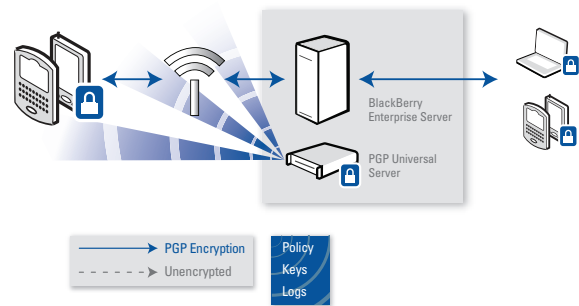 BlackBerry
Enterprise Server
PGP Universal
Server
PGP Encryption
Unencrypted
Policy
Keys
Logs